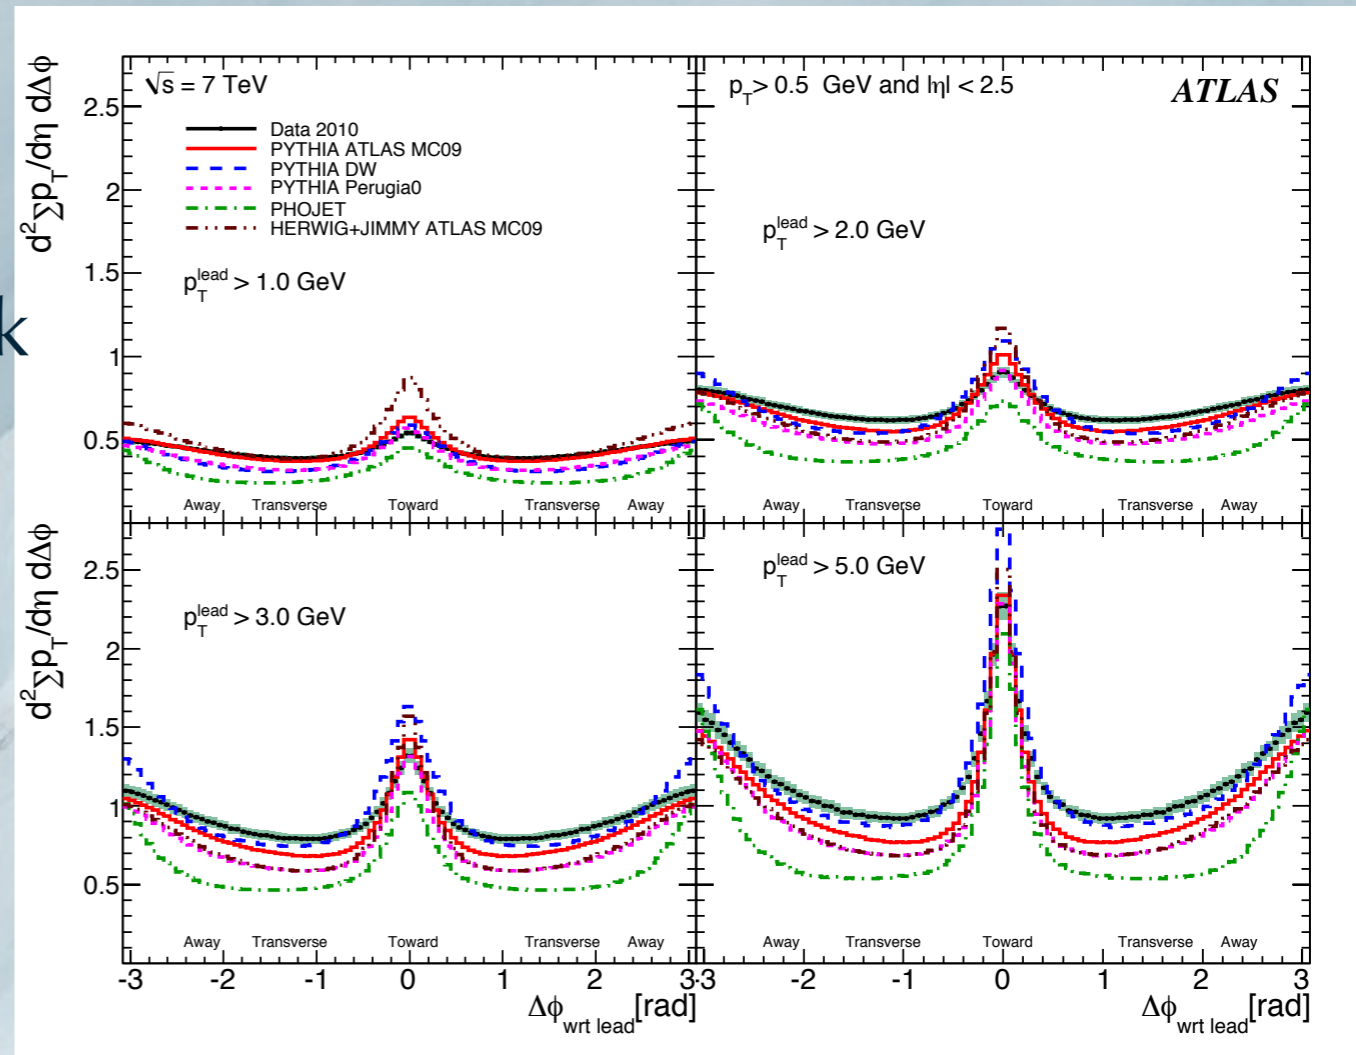 √s = 7 TeV
Data 2010
PYTHIA ATLAS MC09
PYTHIA DW
PYTHIA Perugia0
PHOJET
HERWIG+JIMMY ATLAS MC09
p_T^lead > 1.0 GeV
d²∑p_T/dη dΔϕ
2.5
2
1.5
1
0.5
Away Transverse Toward Transverse Away
p_T > 0.5 GeV and |η| < 2.5
ATLAS
p_T^lead > 2.0 GeV
Away Transverse Toward Transverse Away
k
d²∑p_T/dη dΔϕ
2.5
2
1.5
1
0.5
p_T^lead > 3.0 GeV
Away Transverse Toward Transverse Away
-3 -2 -1 0 1 2 3
Δϕ_wrt lead [rad]
p_T^lead > 5.0 GeV
Away Transverse Toward Transverse Away
-3 -2 -1 0 1 2 3
Δϕ_wrt lead [rad]